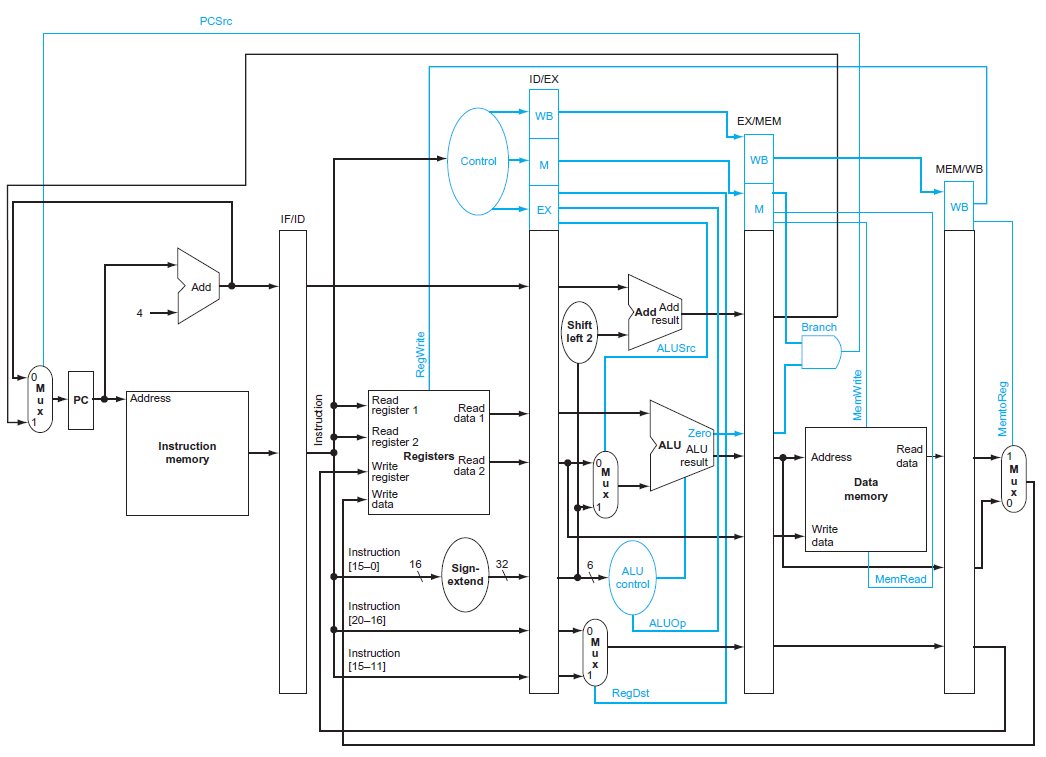 PCSrc
ID/EX
WB
EX/MEM
Control
M
WB
MEM/WB
EX
M
WB
IF/ID
Add
4
Shift
left 2
Add
Add
result
ALUSrc
Branch
RegWrite
MemWrite
MemtoReg
0
M
u
x
1
PC
Address
Instruction
memory
Instruction
Read
register 1
Read
data 1
Read
register 2
Registers
Read
data 2
Write
register
Write
data
0
M
u
x
1
Zero
ALU
ALU
result
Address
Read
data
Data
memory
Write
data
1
M
u
x
0
Instruction
[15–0]
16
Sign-
extend
32
6
ALU
control
MemRead
Instruction
[20–16]
ALUOp
0
M
u
x
1
Instruction
[15–11]
RegDst